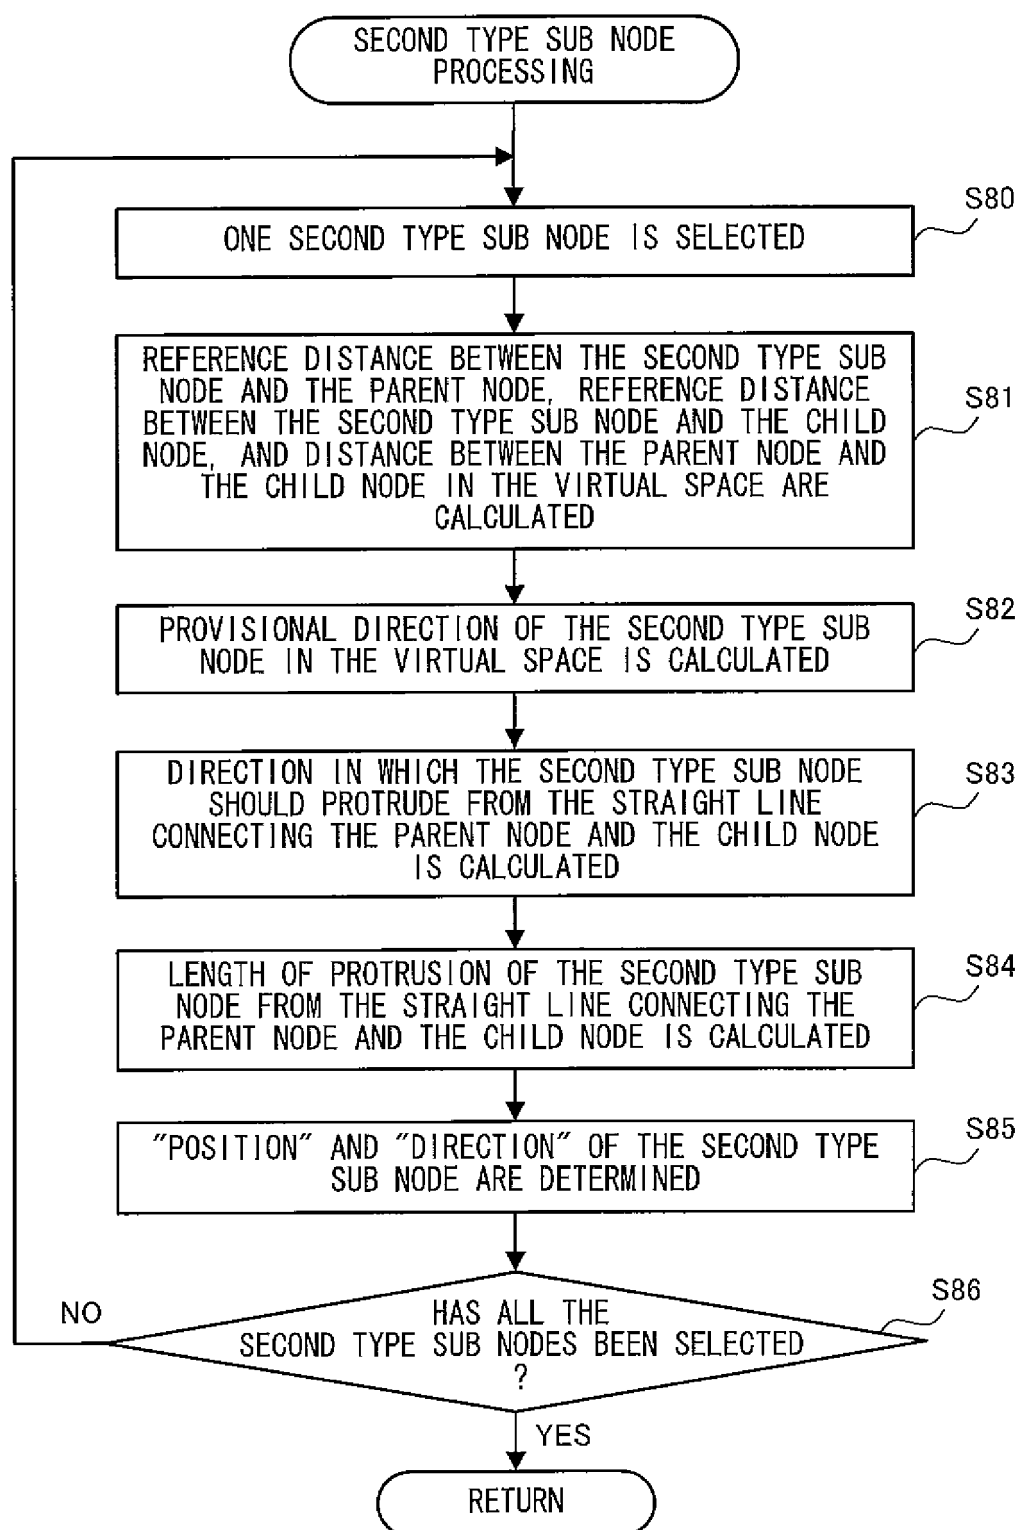 SECOND TYPE SUB NODE
PROCESSING
S80
ONE SECOND TYPE SUB NODE IS SELECTED
REFERENCE DISTANCE BETWEEN THE SECOND TYPE SUB
NODE AND THE PARENT NODE, REFERENCE DISTANCE
BETWEEN THE SECOND TYPE SUB NODE AND THE CHILD
NODE, AND DISTANCE BETWEEN THE PARENT NODE AND
THE CHILD NODE IN THE VIRTUAL SPACE ARE
CALCULATED
S81
S82
PROVISIONAL DIRECTION OF THE SECOND TYPE SUB
NODE IN THE VIRTUAL SPACE IS CALCULATED
S83
DIRECTION IN WHICH THE SECOND TYPE SUB NODE
SHOULD PROTRUDE FROM THE STRAIGHT LINE
CONNECTING THE PARENT NODE AND THE CHILD NODE
IS CALCULATED
S84
LENGTH OF PROTRUSION OF THE SECOND TYPE SUB
NODE FROM THE STRAIGHT LINE CONNECTING THE
PARENT NODE AND THE CHILD NODE IS CALCULATED
S85
"POSITION" AND "DIRECTION" OF THE SECOND TYPE
SUB NODE ARE DETERMINED
S86
NO
HAS ALL THE
SECOND TYPE SUB NODES BEEN SELECTED
?
YES
RETURN